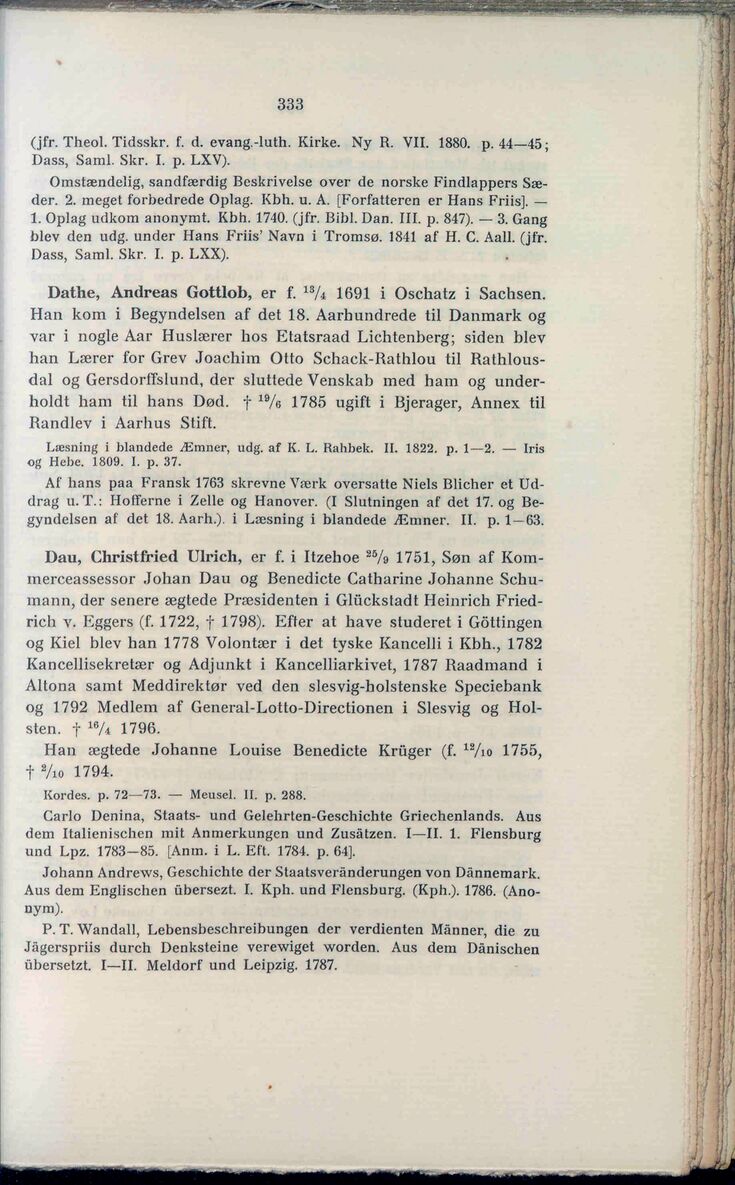 333
(jfr. Theol. Tidsskr. f. d. evang.-luth. Kirke. Ny R. VII. 1880. p. 44—45;
Dass, Saml. Skr. I. p. LXV).
Omstændelig, sandfærdig Beskrivelse over de norske Findlappers Sæ-
der. 2. meget forbedrede Oplag. Kbh. u. A. [Forfatteren er Hans Friis]. —
1. Oplag udkom anonymt. Kbh. 1740. (jfr. Bibl. Dan. III. p. 847). — 3. Gang
blev den udg. under Hans Friis' Navn i Tromsø. 1841 af H. C. Aall. (jfr.
Dass, Saml. Skr. I. p. LXX).
Dathe, Andreas Gottlob, er f. 13/4 1691 i Oschatz i Sachsen.
Han kom i Begyndelsen af det 18. Aarhundrede til Danmark og
var i nogle Aar Huslærer hos Etatsraad Lichtenberg; siden blev
han Lærer for Grev Joachim Otto Schack-Rathlou til Rathlous-
dal og Gersdorffslund, der sluttede Venskab med ham og under-
holdt ham til hans Død. † 19/6 1785 ugift i Bjerager, Annex til
Randlev i Aarhus Stift.
Læsning i blandede Æmner, udg. af K. L. Rahbek. II. 1822. p. 1—2. — Iris
og Hebe. 1809. I. p. 37.
Af hans paa Fransk 1763 skrevne Værk oversatte Niels Blicher et Ud-
drag u. T.: Hofferne i Zelle og Hanover. (I Slutningen af det 17. og Be-
gyndelsen af det 18. Aarh.). i Læsning i blandede Æmner. II. p. 1—63.
Dau, Christfried Ulrich, er f. i Itzehoe 25/9 1751, Søn af Kom-
merceassessor Johan Dau og Benedicte Catharine Johanne Schu-
mann, der senere ægtede Præsidenten i Glückstadt Heinrich Fried-
rich v. Eggers (f. 1722, † 1798). Efter at have studeret i Göttingen
og Kiel blev han 1778 Volontær i det tyske Kancelli i Kbh., 1782
Kancellisekretær og Adjunkt i Kancelliarkivet, 1787 Raadmand i
Altona samt Meddirektør ved den slesvig-holstenske Speciebank
og 1792 Medlem af General-Lotto-Directionen i Slesvig og Hol-
sten. † 16/4 1796.
Han ægtede Johanne Louise Benedicte Krüger (f. 12/10 1755,
† 2/10 1794.
Kordes. p. 72—73. — Meusel. II. p. 288.
Carlo Denina, Staats- und Gelehrten-Geschichte Griechenlands. Aus
dem Italienischen mit Anmerkungen und Zusätzen. I—II. 1. Flensburg
und Lpz. 1783—85. [Anm. i L. Eft. 1784. p. 64].
Johann Andrews, Geschichte der Staatsveränderungen von Dännemark.
Aus dem Englischen übersezt. I. Kph. und Flensburg. (Kph.). 1786. (Ano-
nym).
P. T. Wandall, Lebensbeschreibungen der verdienten Männer, die zu
Jägerspriis durch Denksteine verewiget worden. Aus dem Dänischen
übersetzt. I—II. Meldorf und Leipzig. 1787.